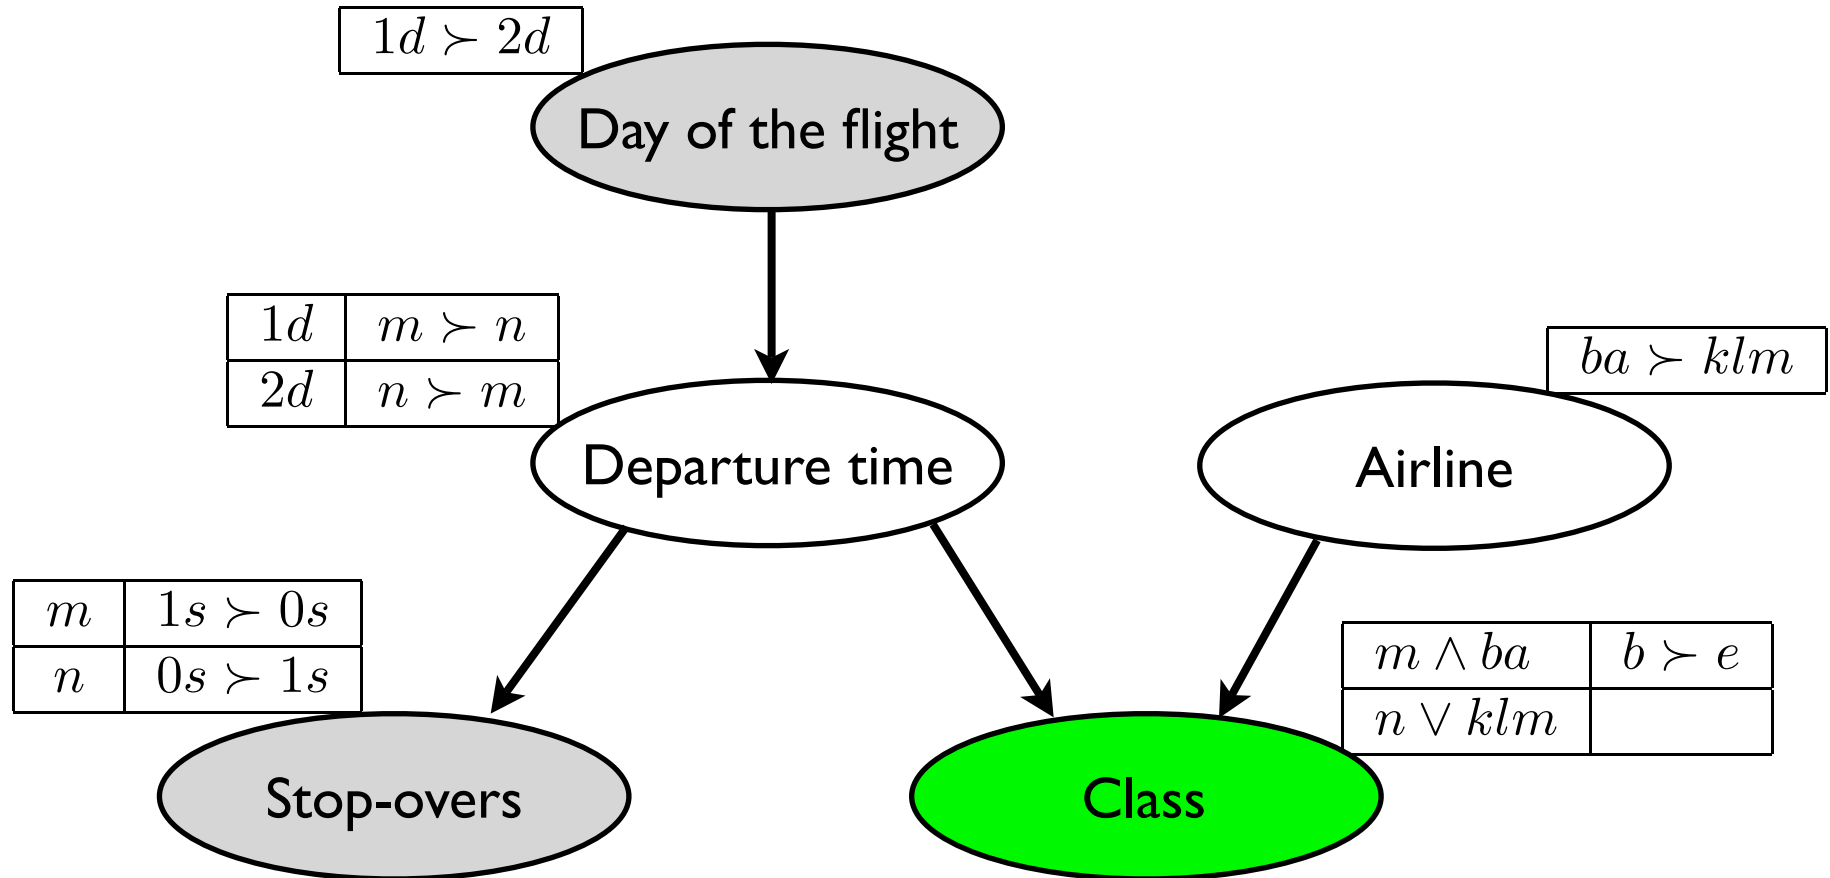 1d ≻ 2d
Day of the flight
1d m ≻ n
2d n ≻ m
ba ≻ klm
Departure time
Airline
m 1s ≻ 0s
n 0s ≻ 1s
m ∧ ba b ≻ e
n ∨ klm
Stop-overs
Class